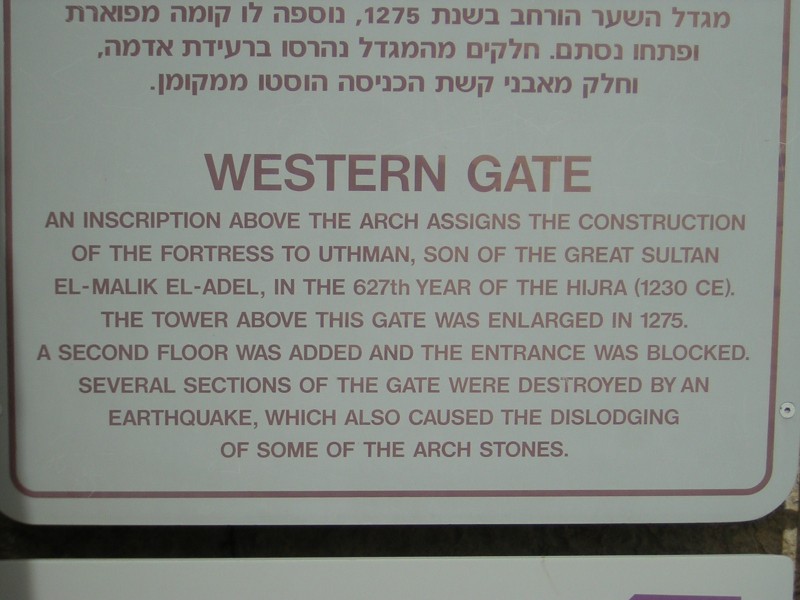 מגדל השער הורחב בשנת 1275, נוספה לו קומה מפוארת
ופתחו נסתם. חלקים מהמגדל נהרסו ברעידת אדמה,
וחלק מאבני קשת הכניסה הוסטו ממקומן.
WESTERN GATE
AN INSCRIPTION ABOVE THE ARCH ASSIGNS THE CONSTRUCTION
OF THE FORTRESS TO UTHMAN, SON OF THE GREAT SULTAN
EL-MALIK EL-ADEL, IN THE 627th YEAR OF THE HIJRA (1230 CE).
THE TOWER ABOVE THIS GATE WAS ENLARGED IN 1275.
A SECOND FLOOR WAS ADDED AND THE ENTRANCE WAS BLOCKED.
SEVERAL SECTIONS OF THE GATE WERE DESTROYED BY AN
EARTHQUAKE, WHICH ALSO CAUSED THE DISLODGING
OF SOME OF THE ARCH STONES.